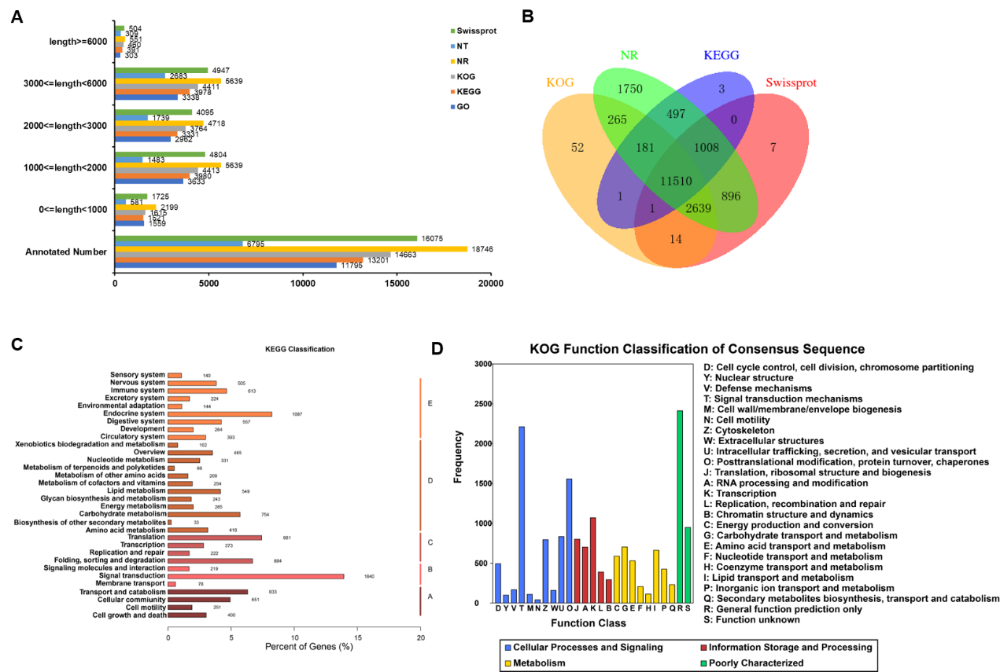 A
length>=6000
504
309
551
460
391
303
3000<=length<6000
4947
2683
5639
4411
3978
3338
2000<=length<3000
4095
1739
4718
3764
3331
2962
1000<=length<2000
4804
1483
5639
4413
3980
3633
0<=length<1000
1725
581
2199
1615
1521
1559
Annotated Number
16075
6795
18746
14663
13201
11795
0 5000 10000 15000 20000
Swissprot
NT
NR
KOG
KEGG
GO
B
KOG
NR
KEGG
Swissprot
1750
3
265
497
0
52
181
1008
7
11510
1
1
2639
896
14
C
KEGG Classification
Sensory system 149
Nervous system 505
Immune system 613
Excretory system 224
Environmental adaptation 144
Endocrine system 1087
Digestive system 557
Development 264
Circulatory system 393
Xenobiotics biodegradation and metabolism 102
Overview 465
Nucleotide metabolism 331
Metabolism of terpenoids and polyketides 66
Metabolism of other amino acids 209
Metabolism of cofactors and vitamins 254
Lipid metabolism 549
Glycan biosynthesis and metabolism 243
Energy metabolism 265
Carbohydrate metabolism 754
Biosynthesis of other secondary metabolites 33
Amino acid metabolism 418
Translation 981
Transcription 373
Replication and repair 222
Folding, sorting and degradation 884
Signaling molecules and interaction 219
Signal transduction 1840
Membrane transport 78
Transport and catabolism 833
Cellular commiunity 651
Cell motility 251
Cell growth and death 400
E
D
C
B
A
0 5 10 15 20
Percent of Genes (%)
D
KOG Function Classification of Consensus Sequence
Frequency
3000
2500
2000
1500
1000
500
0
D Y V T M N Z W U O J A K L B C G E F H I P Q R S
Function Class
D: Cell cycle control, cell division, chromosome partitioning
Y: Nuclear structure
V: Defense mechanisms
T: Signal transduction mechanisms
M: Cell wall/membrane/envelope biogenesis
N: Cell motility
Z: Cytoskeleton
W: Extracellular structures
U: Intracellular trafficking, secretion, and vesicular transport
O: Posttranslational modification, protein turnover, chaperones
J: Translation, ribosomal structure and biogenesis
A: RNA processing and modification
K: Transcription
L: Replication, recombination and repair
B: Chromatin structure and dynamics
C: Energy production and conversion
G: Carbohydrate transport and metabolism
E: Amino acid transport and metabolism
F: Nucleotide transport and metabolism
H: Coenzyme transport and metabolism
I: Lipid transport and metabolism
P: Inorganic ion transport and metabolism
Q: Secondary metabolites biosynthesis, transport and catabolism
R: General function prediction only
S: Function unknown
Cellular Processes and Signaling
Information Storage and Processing
Metabolism
Poorly Characterized